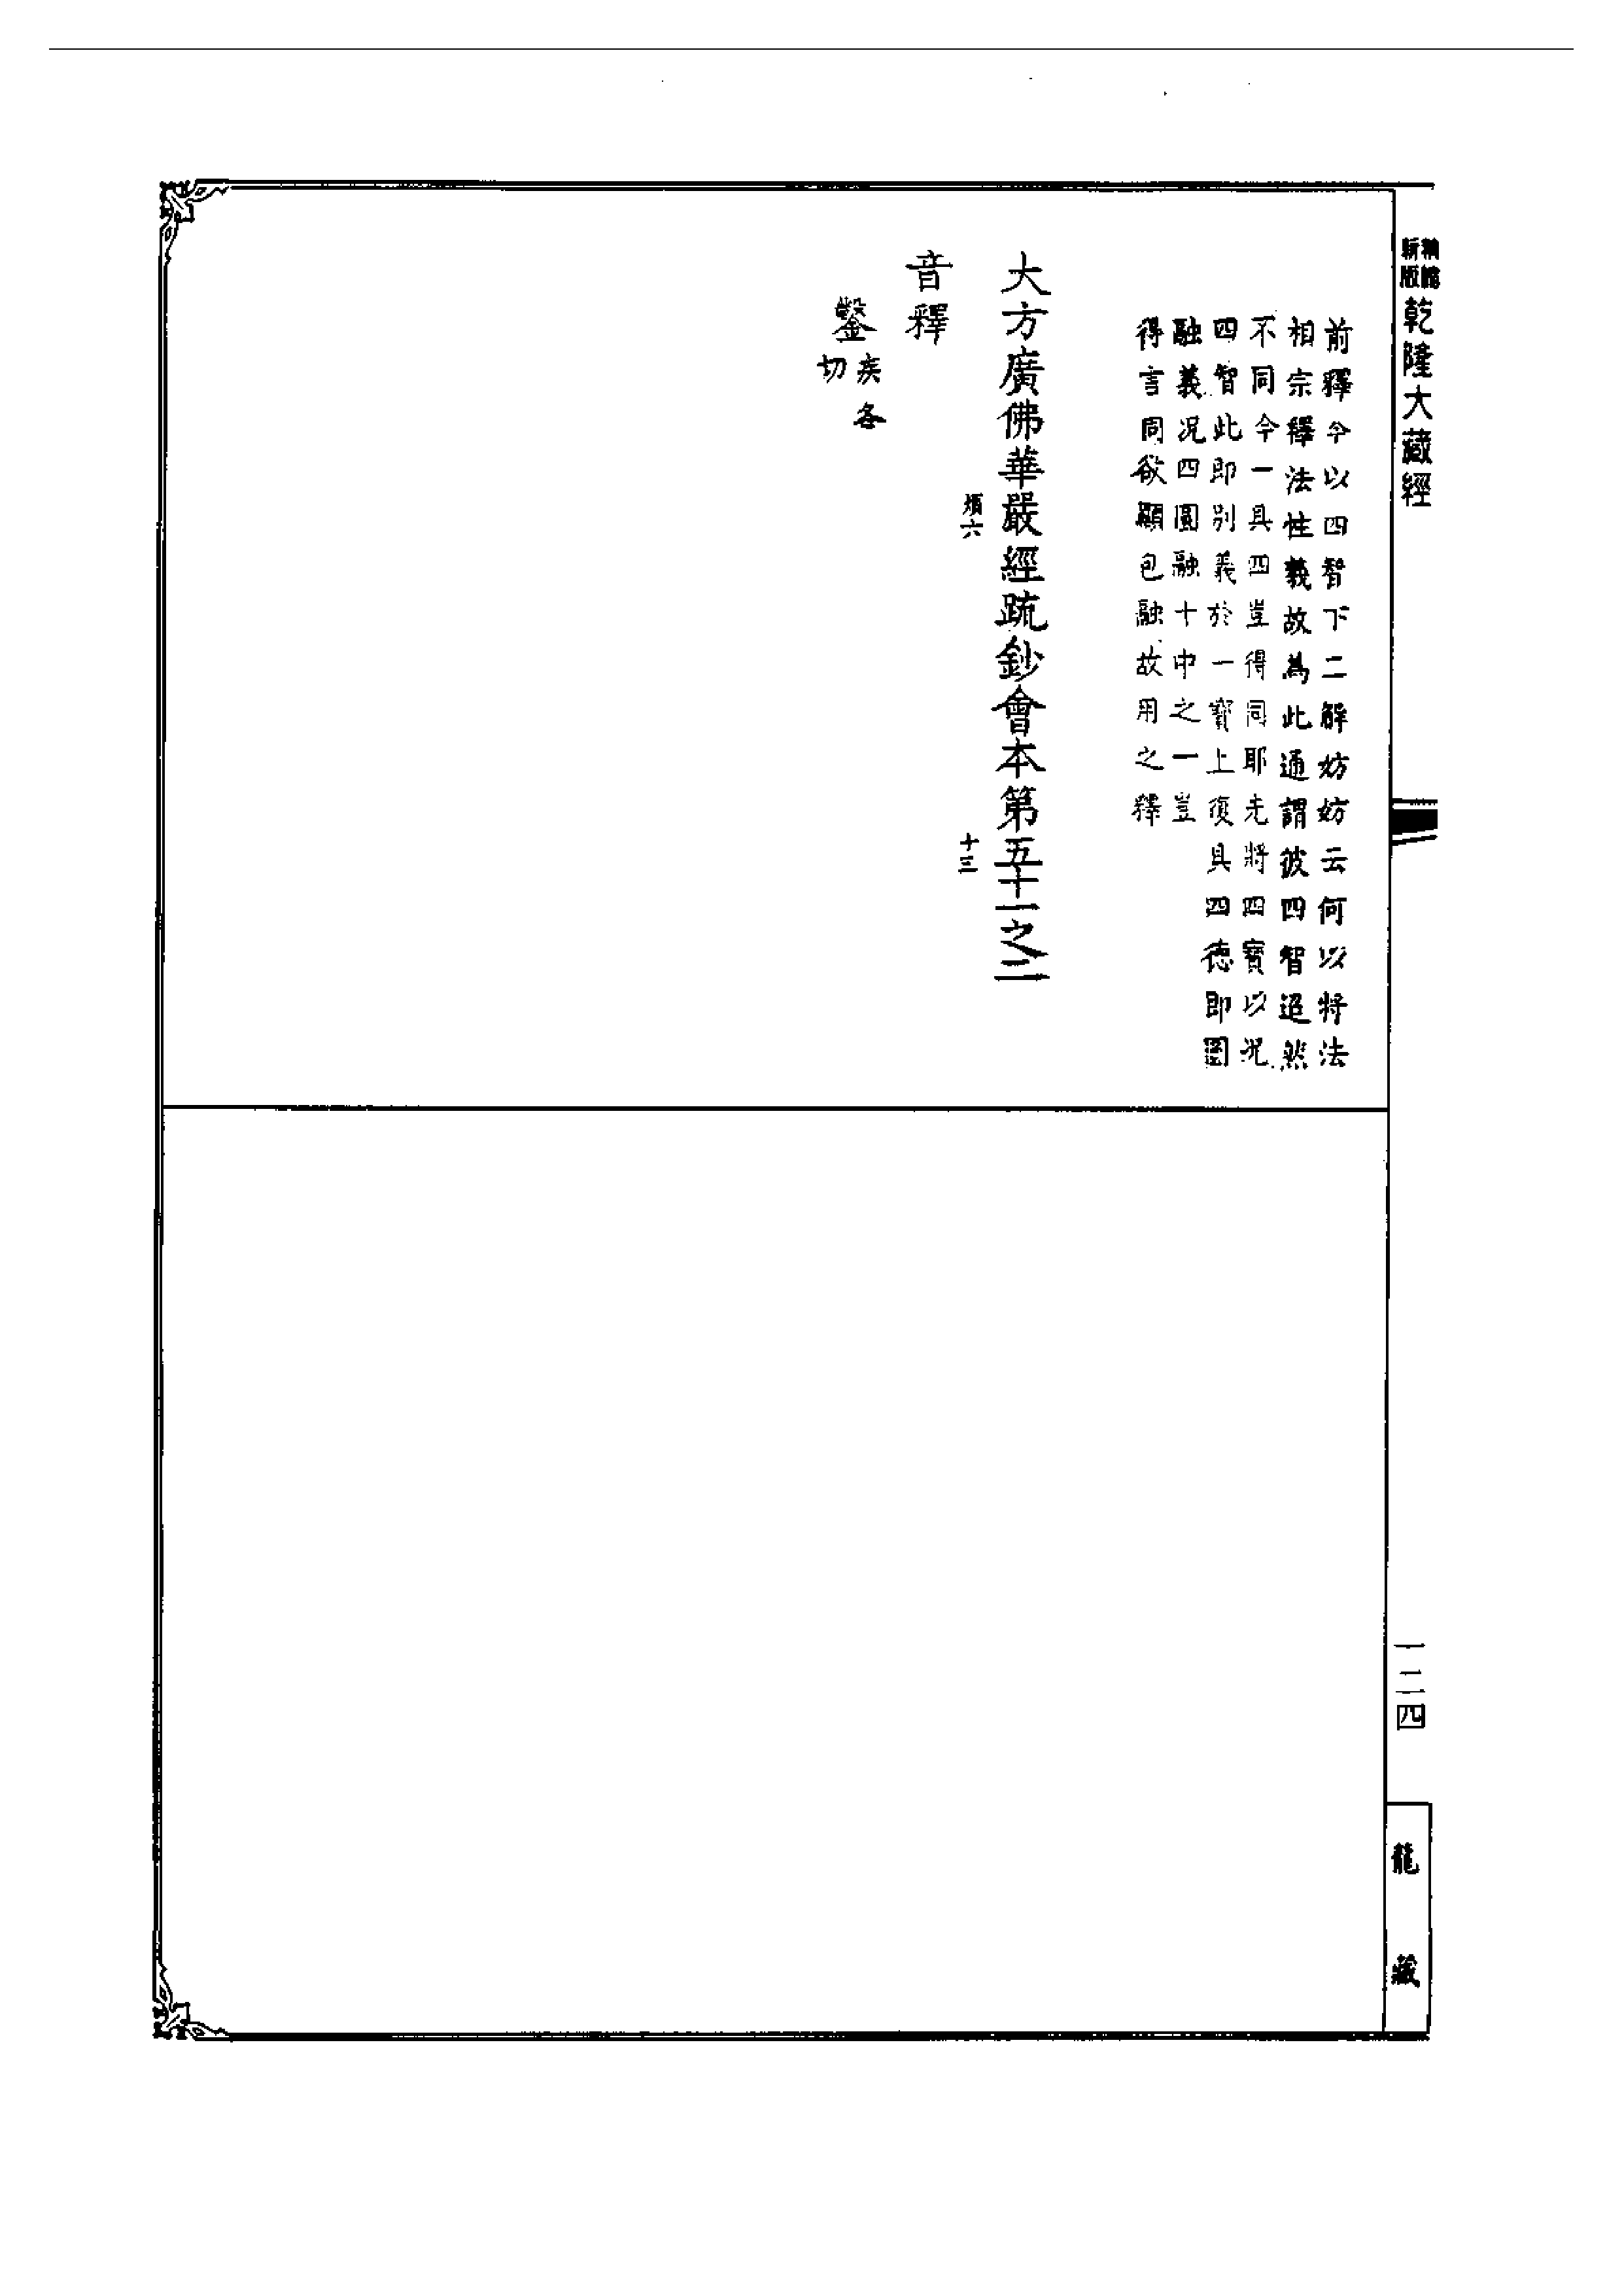 新版精縮乾隆大藏經
前釋今以四智下二解妨妨云何以將法
相宗釋法性義故為此通謂彼四智迢然
不同今一具四豈得同耶先將四寶以況
四智此即別義於一寶上復具四德即圓
融義況四圓融十中之一豈
得言同欲顯包融故用之釋
大方廣佛華嚴經疏鈔會本第五十一之二
煩六
十三
音釋
鑿疾各切
一二四
龍藏